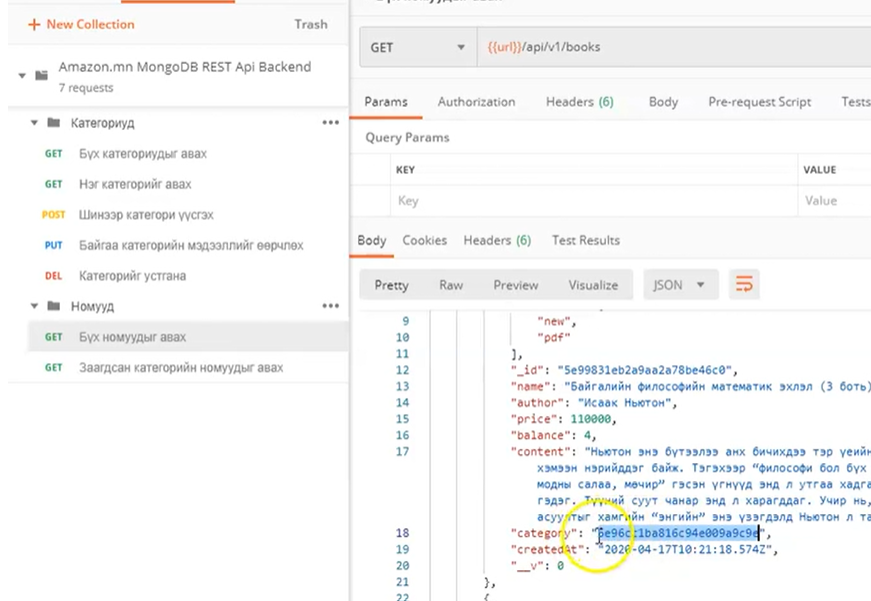 New Collection
Trash
Amazon.mn MongoDB REST Api Backend
7 requests
Категориуд
GET Бүх категориудыг авах
GET Нэг категорийг авах
POST Шинээр категори үүсгэх
PUT Байгаа категорийн мэдээллийг өөрчлөх
DEL Категорийг устгана
Номууд
GET Бүх номуудыг авах
GET Заагдсан категорийн номуудыг авах
GET {{url}}/api/v1/books
Params Authorization Headers (6) Body Pre-request Script Tests
Query Params
KEY VALUE
Key Value
Body Cookies Headers (6) Test Results
Pretty Raw Preview Visualize JSON
9 "new",
10 "pdf"
11 ],
12 "_id": "5e99831eb2a9aa2a78be46c0",
13 "name": "Байгалийн философийн математик эхлэл (3 боть)
14 "author": "Исаак Ньютон",
15 "price": 110000,
16 "balance": 4,
17 "content": "Ньютон энэ бүтээлээ анх бичихдээ тэр үеийн
хэмээн нэрийддэг байж. Тэгэхээр “философи бол бүх
модны салаа, мөчир” гэсэн үгнүүд энд л утгаа хадга
гэдэг. Түүний суут чанар энд л харагддаг. Учир нь,
асуултыг хамгийн “энгийн” энэ үзэгдэлд Ньютон л та
18 "category":
19 "createdAt": "2020-04-17T10:21:18.574Z",
20 "__v": 0
21 },
22 {